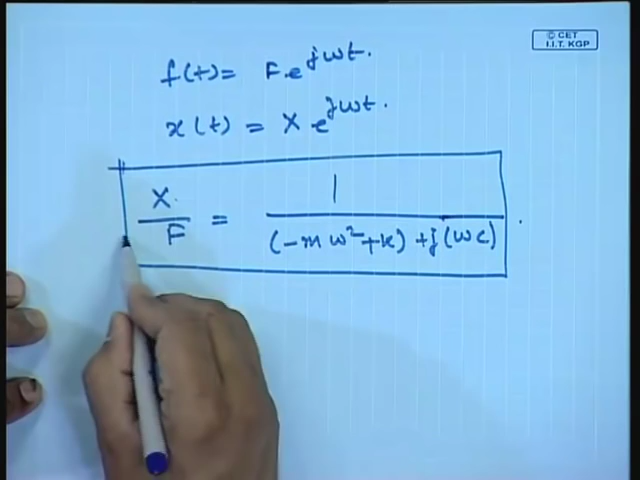 © CET
I.I.T. KGP
f(t) = F e^{jωt}.
x(t) = X e^{jωt}.
X/F = 1/((-mω²+k) + j(ωc)).